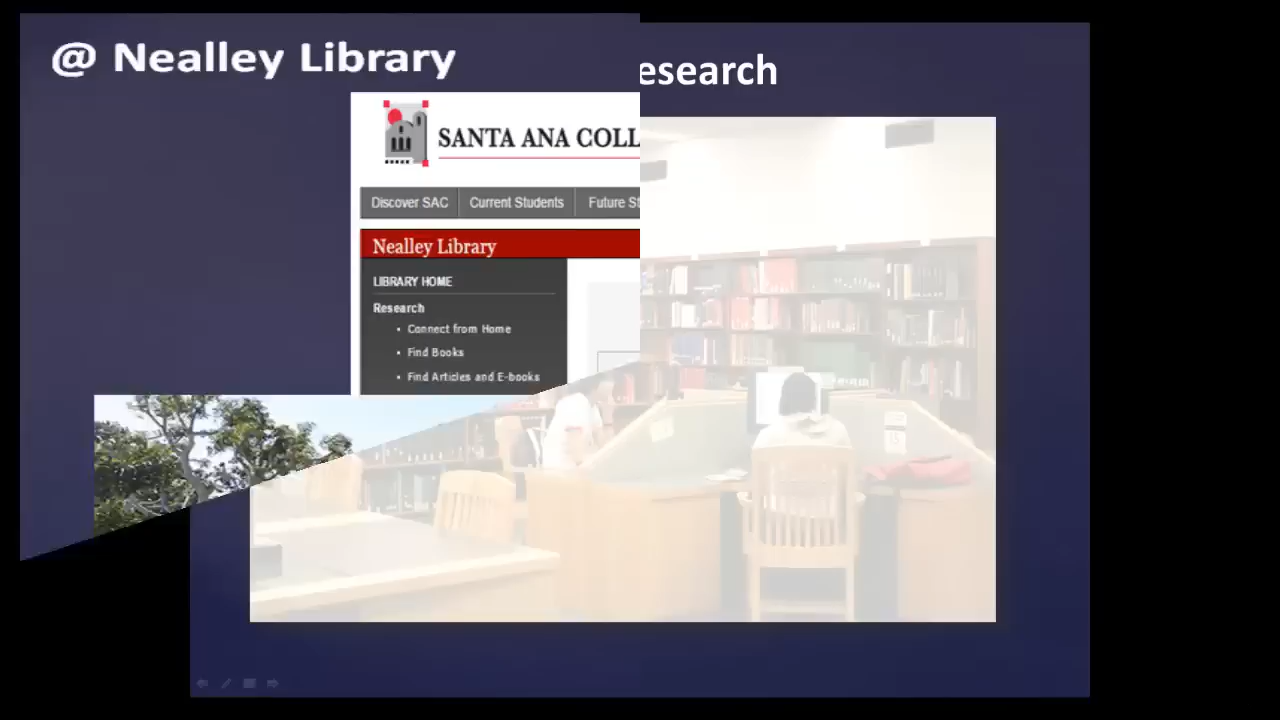 @ Nealley Library
esearch
SANTA ANA COLL
Discover SAC Current Students Future St
Nealley Library
LIBRARY HOME
Research
• Connect from Home
• Find Books
• Find Articles and E-books